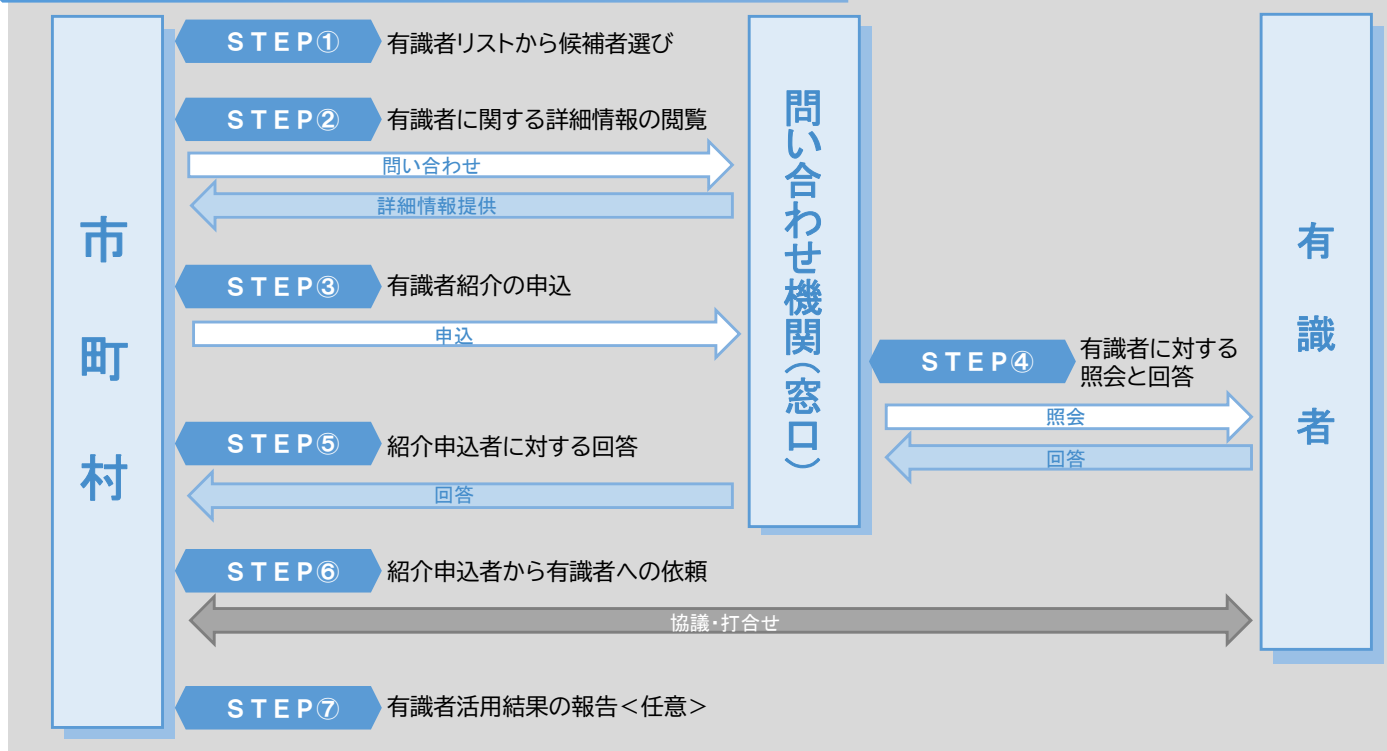 市町村
ＳＴＥＰ①
有識者リストから候補者選び
ＳＴＥＰ②
有識者に関する詳細情報の閲覧
問い合わせ
詳細情報提供
ＳＴＥＰ③
有識者紹介の申込
申込
問い合わせ機関（窓口）
ＳＴＥＰ④
有識者に対する
照会と回答
照会
回答
有識者
ＳＴＥＰ⑤
紹介申込者に対する回答
回答
ＳＴＥＰ⑥
紹介申込者から有識者への依頼
協議・打合せ
ＳＴＥＰ⑦
有識者活用結果の報告＜任意＞